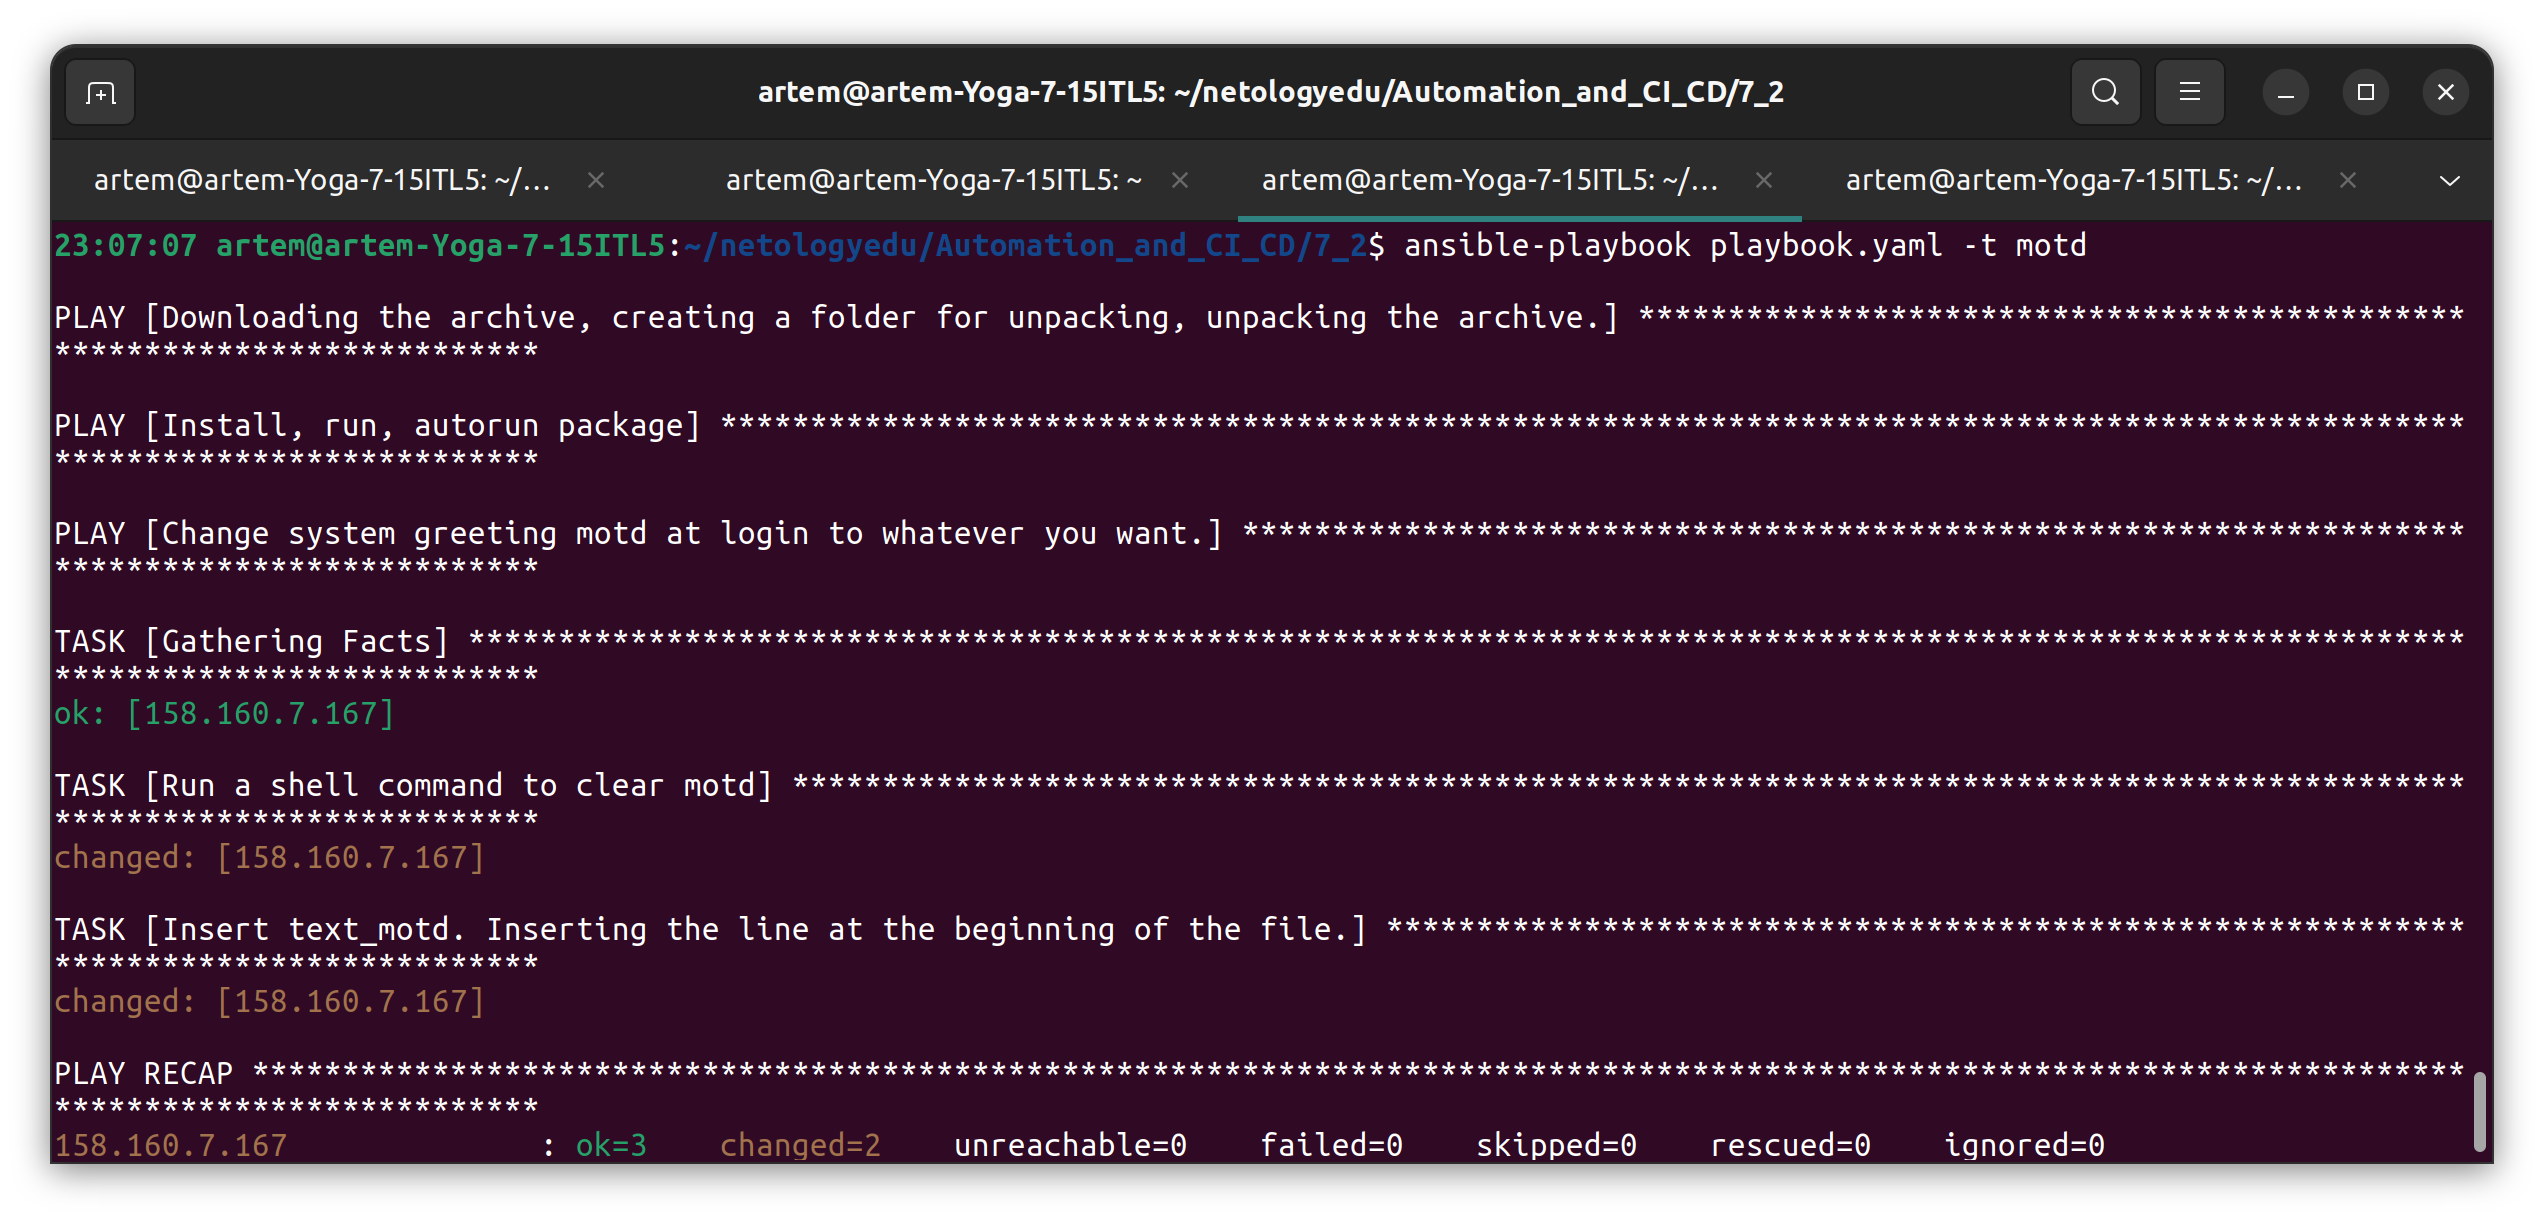 artem@artem-Yoga-7-15ITL5: ~/netologyedu/Automation_and_CI_CD/7_2
artem@artem-Yoga-7-15ITL5: ~/... artem@artem-Yoga-7-15ITL5: ~ artem@artem-Yoga-7-15ITL5: ~/... artem@artem-Yoga-7-15ITL5: ~/...
23:07:07 artem@artem-Yoga-7-15ITL5:~/netologyedu/Automation_and_CI_CD/7_2$ ansible-playbook playbook.yaml -t motd
PLAY [Downloading the archive, creating a folder for unpacking, unpacking the archive.] **********************************************
***************************
PLAY [Install, run, autorun package] *************************************************************************************************
***************************
PLAY [Change system greeting motd at login to whatever you want.] ********************************************************************
***************************
TASK [Gathering Facts] ***************************************************************************************************************
***************************
ok: [158.160.7.167]
TASK [Run a shell command to clear motd] *********************************************************************************************
***************************
changed: [158.160.7.167]
TASK [Insert text_motd. Inserting the line at the beginning of the file.] ************************************************************
***************************
changed: [158.160.7.167]
PLAY RECAP ***************************************************************************************************************************
***************************
158.160.7.167 : ok=3 changed=2 unreachable=0 failed=0 skipped=0 rescued=0 ignored=0